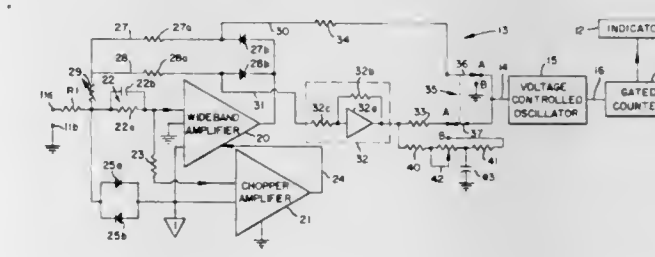 27
27a
30
13
12
INDICATO
28
28a
27b
28b
34
29
22
22b
31
32b
36
A
B
14
15
VOLTAGE
CONTROLLED
OSCILLATOR
16
GATED
COUNTE
11a
R1
22a
WIDEBAND
AMPLIFIER
20
32c
32a
35
33
A
37
11b
23
32
B
40
42
41
43
25a
24
CHOPPER
AMPLIFIER
21
25b